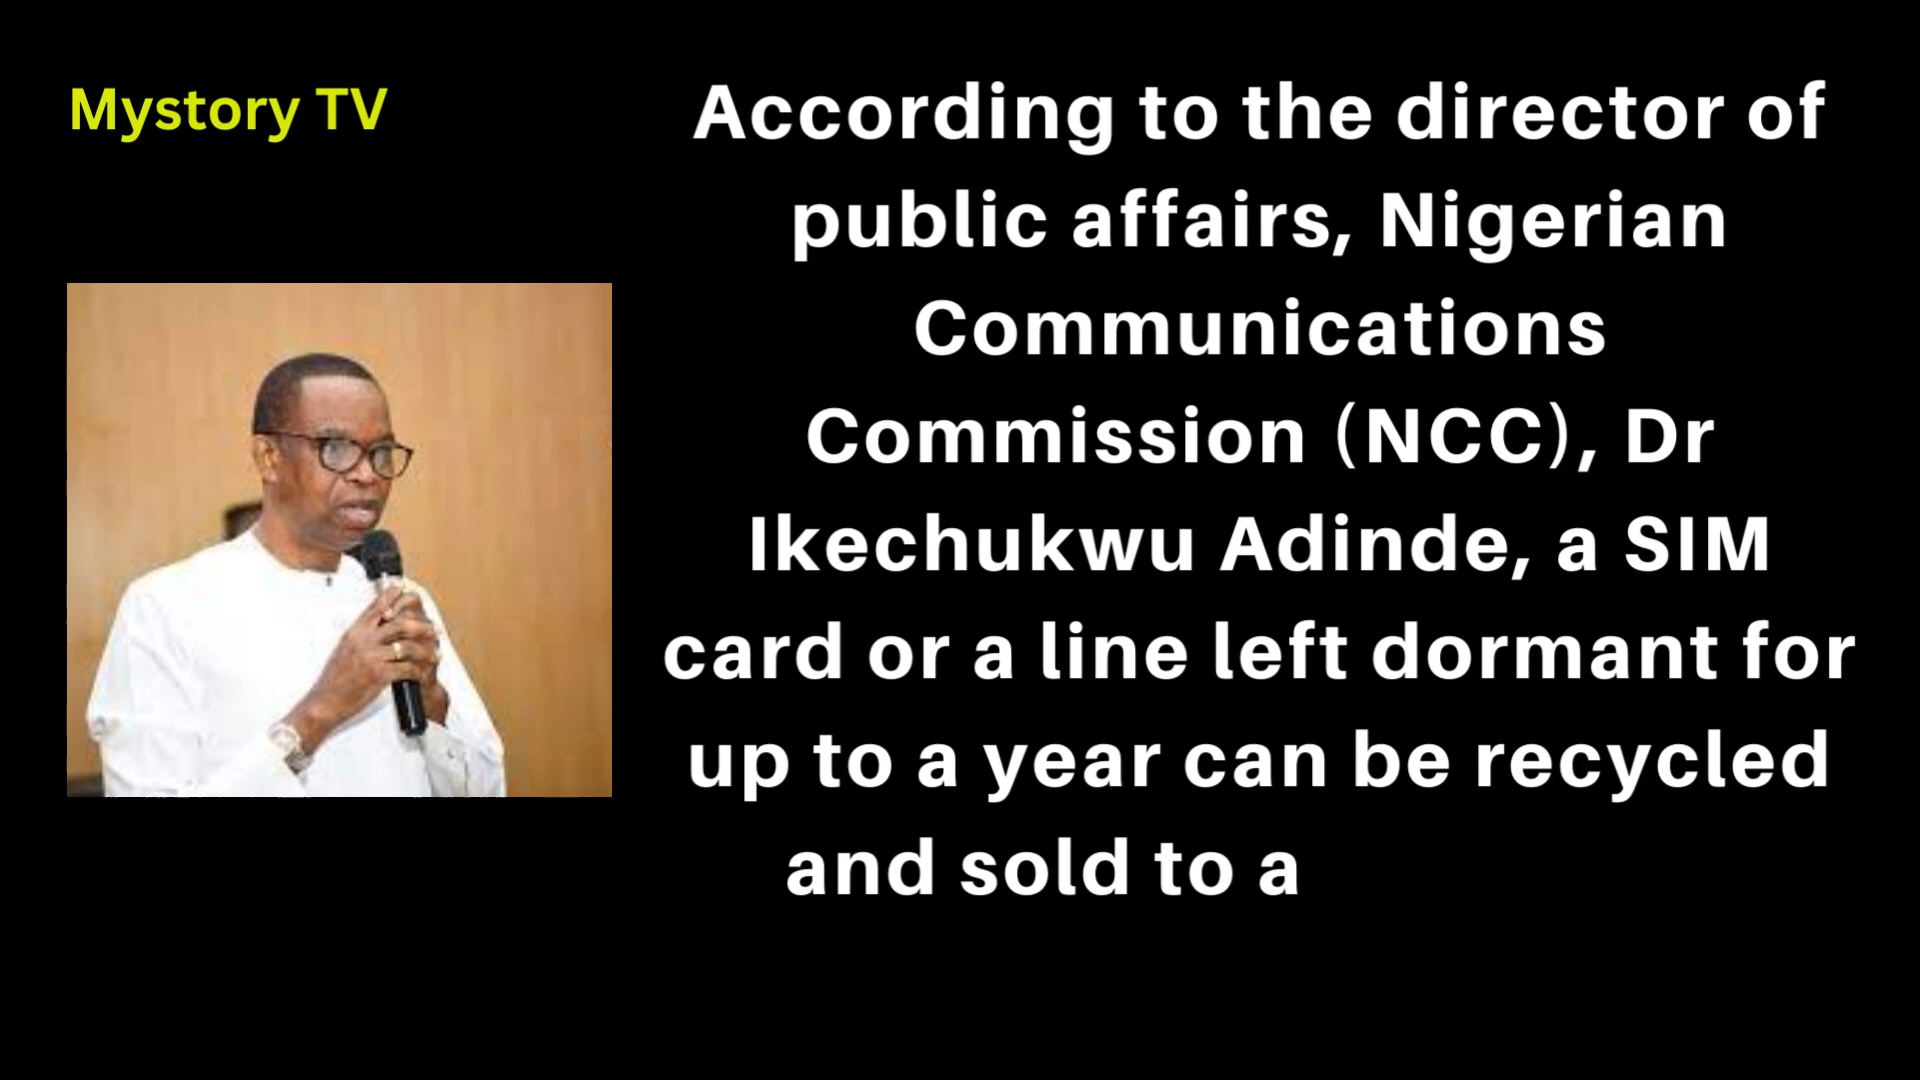 Mystory TV
According to the director of
public affairs, Nigerian
Communications
Commission (NCC), Dr
Ikechukwu Adinde, a SIM
card or a line left dormant for
up to a year can be recycled
and sold to a